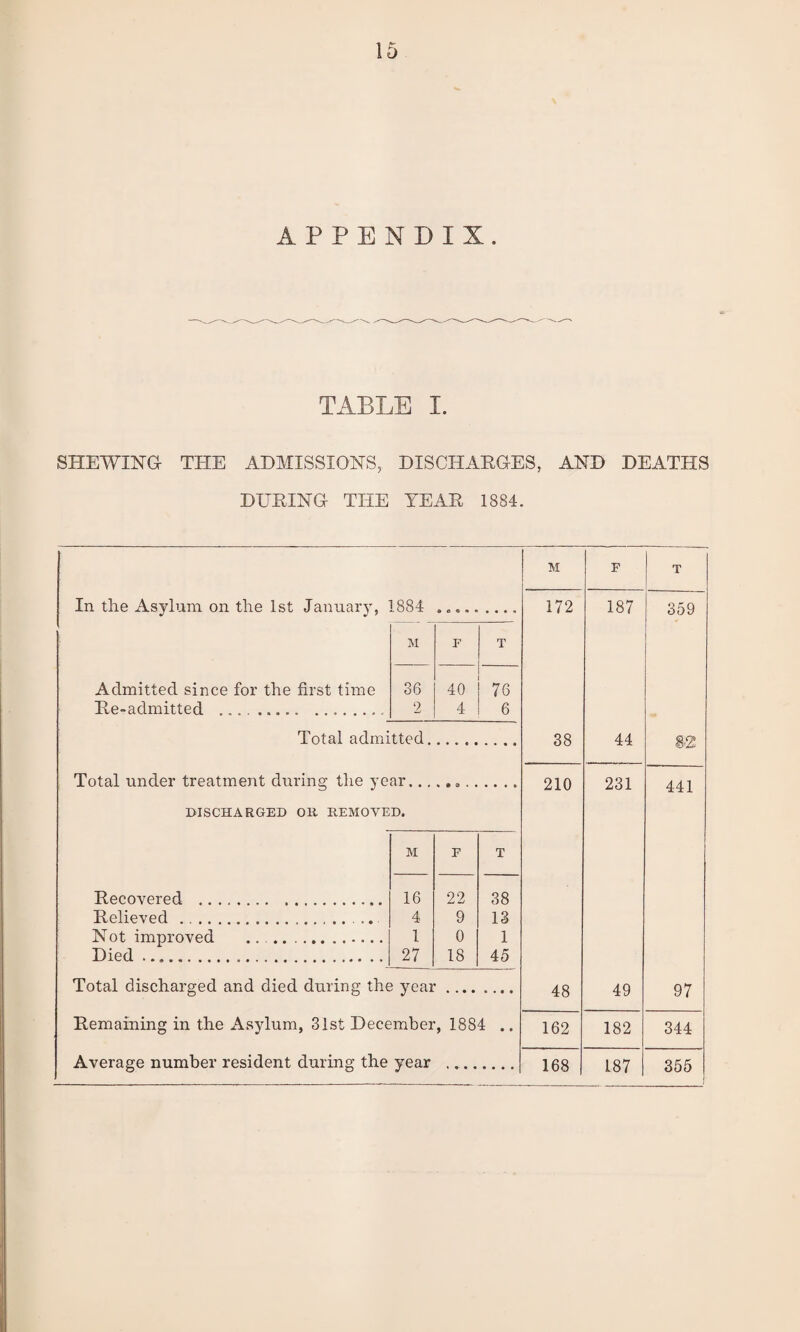 15
APPENDIX.
TABLE I.
SHEWING THE ADMISSIONS, DISCHARGES, AND DEATHS
DURING THE YEAR 1884.
M F T
In the Asylum on the 1st January, 1884 ......... 172 187 359
M F T
Admitted since for the first time 36 40 76
Re-admitted .... ...... ......... 2 4 6
Total admitted.......... 38 44 82
Total under treatment during the year............ 210 231 441
DISCHARGED OR REMOVED.
M F T
Recovered ......... ............ 16 22 38
Relieved ........................ 4 9 13
Not improved .................. 1 0 1
Died ........................... 27 18 45
Total discharged and died during the year ......... 48 49 97
Remaining in the Asylum, 31st December, 1884 .. 162 182 344
Average number resident during the year ......... 168 187 355